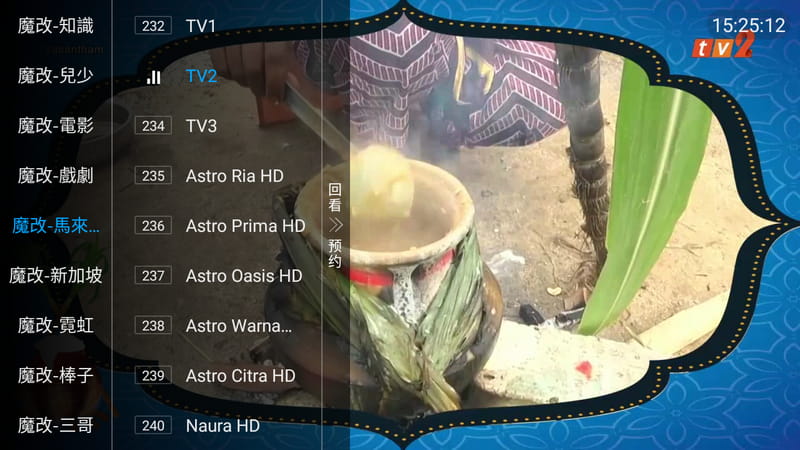 魔改-知識
魔改-兒少
魔改-電影
魔改-戲劇
魔改-馬來...
魔改-新加坡
魔改-霓虹
魔改-棒子
魔改-三哥
232 TV1
TV2
234 TV3
235 Astro Ria HD
236 Astro Prima HD
237 Astro Oasis HD
238 Astro Warna...
239 Astro Citra HD
240 Naura HD
回看
预约
15:25:12
tv2